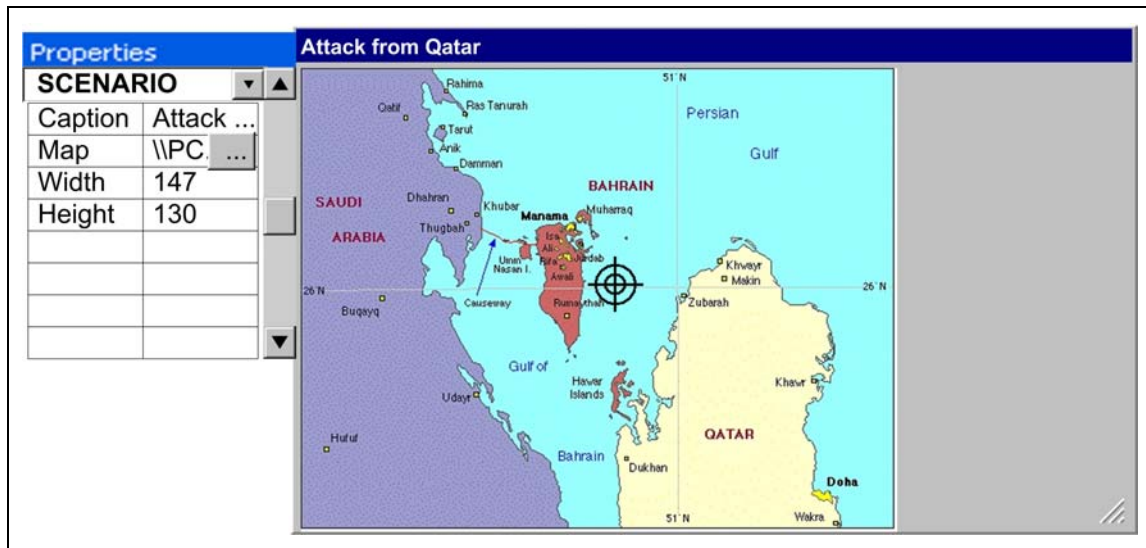 Properties
SCENARIO
Caption Attack ...
Map \\PC. ...
Width 147
Height 130
Attack from Qatar
51°N
Rahima
Qatif
Ras Tanurah
Persian
Tarut
Gulf
Anik
Damman
BAHRAIN
SAUDI
Dhahran
Khubar
Manama
Muharraq
Thugbah
ARABIA
Isa
Ali
Jurdab
Umm
Nasan I.
Rifa
Awali
Khwayr
Makin
26°N
Causeway
Rumaythah
Zubarah
26°N
Buqayq
Gulf of
Hawar
Islands
Khawr
Udayr
QATAR
Hufuf
Bahrain
Dukhan
Doha
51°N
Wakra